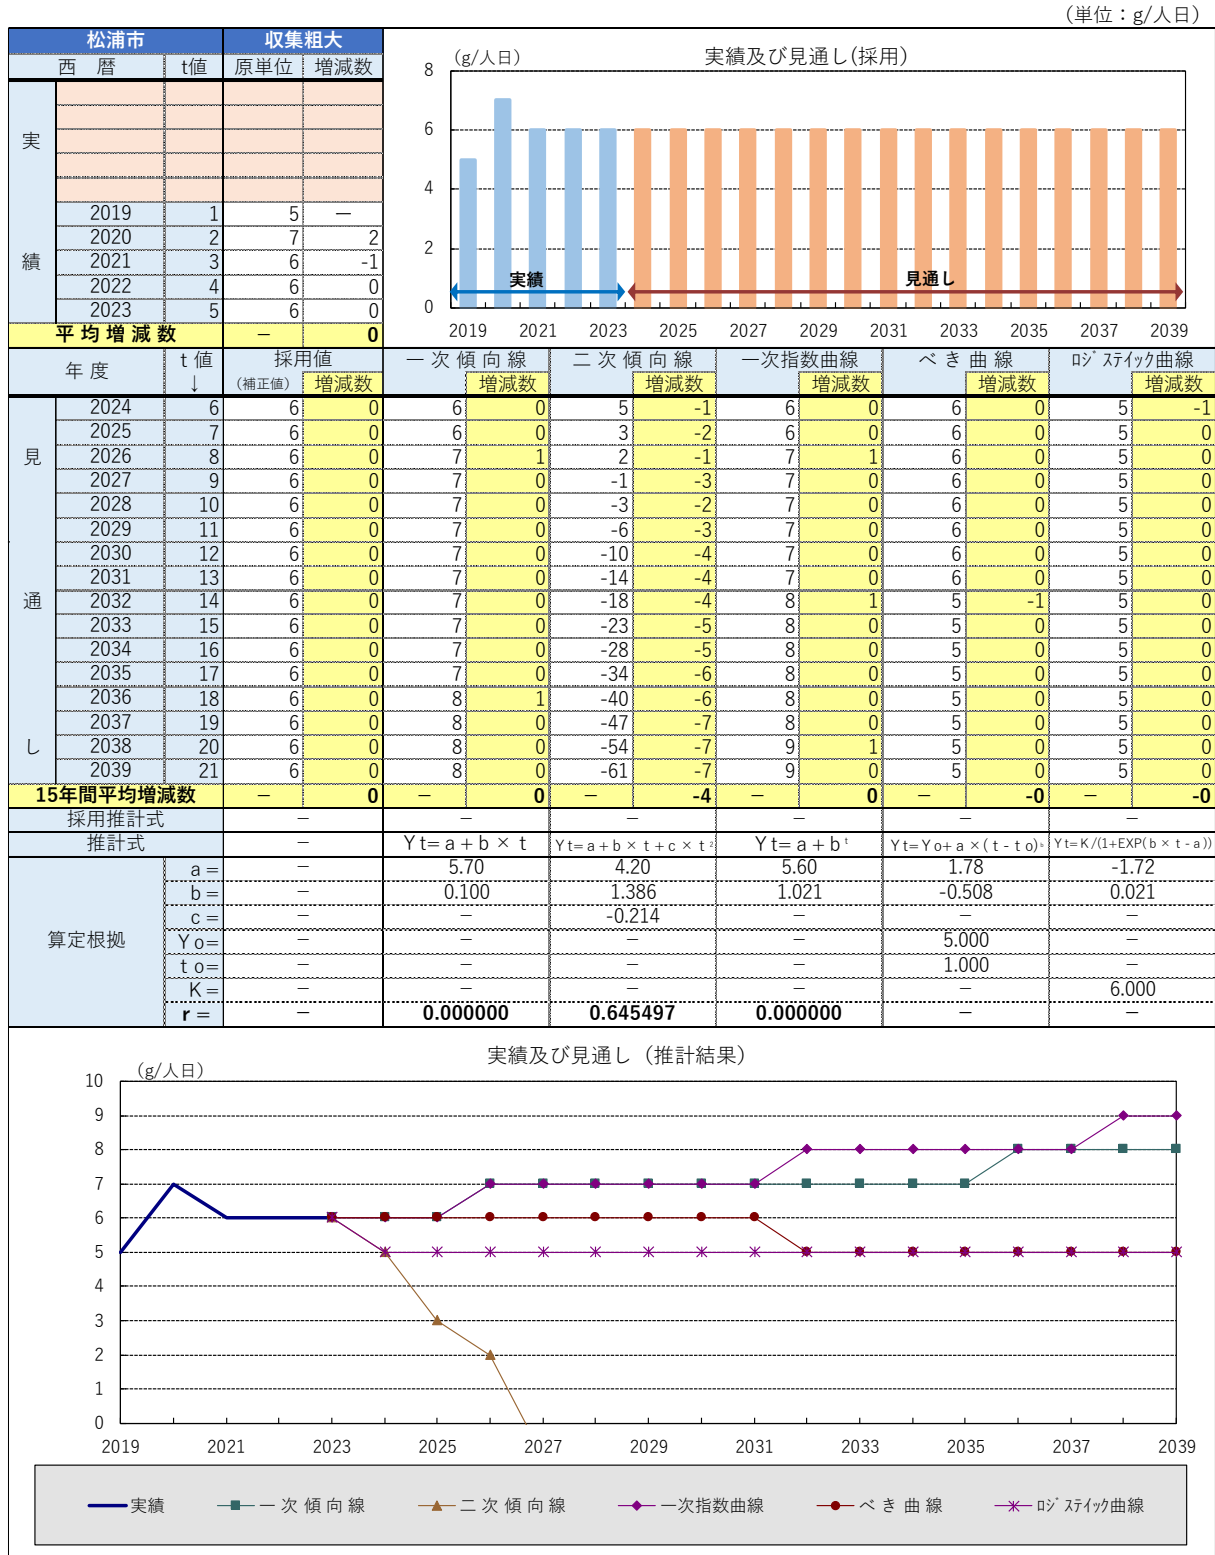 （単位：g/人日）
松浦市 収集粗大
西　暦 t値 原単位 増減数
実
績
2019 1 5 －
2020 2 7 2
2021 3 6 -1
2022 4 6 0
2023 5 6 0
平 均 増 減 数 － 0
実績及び見通し(採用)
(g/人日)
8
6
4
2
0
実績 見通し
2019 2021 2023 2025 2027 2029 2031 2033 2035 2037 2039
年 度 t 値 ↓ 採用値 (補正値) 増減数 一 次 傾 向 線 増減数 二 次 傾 向 線 増減数 一次指数曲線 増減数 べ き 曲 線 増減数 ﾛｼﾞｽﾃｲｯｸ曲線 増減数
見
通
し
2024 6 6 0 6 0 5 -1 6 0 6 0 5 -1
2025 7 6 0 6 0 3 -2 6 0 6 0 5 0
2026 8 6 0 7 1 2 -1 7 1 6 0 5 0
2027 9 6 0 7 0 -1 -3 7 0 6 0 5 0
2028 10 6 0 7 0 -3 -2 7 0 6 0 5 0
2029 11 6 0 7 0 -6 -3 7 0 6 0 5 0
2030 12 6 0 7 0 -10 -4 7 0 6 0 5 0
2031 13 6 0 7 0 -14 -4 7 0 6 0 5 0
2032 14 6 0 7 0 -18 -4 8 1 5 -1 5 0
2033 15 6 0 7 0 -23 -5 8 0 5 0 5 0
2034 16 6 0 7 0 -28 -5 8 0 5 0 5 0
2035 17 6 0 7 0 -34 -6 8 0 5 0 5 0
2036 18 6 0 8 1 -40 -6 8 0 5 0 5 0
2037 19 6 0 8 0 -47 -7 8 0 5 0 5 0
2038 20 6 0 8 0 -54 -7 9 1 5 0 5 0
2039 21 6 0 8 0 -61 -7 9 0 5 0 5 0
15年間平均増減数 － 0 － 0 － -4 － 0 － -0 － -0
採用推計式 － － － － － －
推計式 － Ｙt=ａ+ｂ×ｔ Ｙt=ａ+ｂ×ｔ+ｃ×ｔ² Ｙt=ａ+ｂᵗ Ｙt=Ｙo+ａ×(ｔ-ｔo)ᵇ Ｙt=Ｋ/(1+EXP(ｂ×ｔ-ａ))
算定根拠
ａ= － 5.70 4.20 5.60 1.78 -1.72
ｂ= － 0.100 1.386 1.021 -0.508 0.021
ｃ= － － -0.214 － － －
Ｙo= － － － － 5.000 －
ｔo= － － － － 1.000 －
Ｋ= － － － － － 6.000
ｒ= － 0.000000 0.645497 0.000000 － －
実績及び見通し（推計結果）
(g/人日)
10
9
8
7
6
5
4
3
2
1
0
2019 2021 2023 2025 2027 2029 2031 2033 2035 2037 2039
実績 一 次 傾 向 線 二 次 傾 向 線 一次指数曲線 べ き 曲 線 ﾛｼﾞｽﾃｲｯｸ曲線